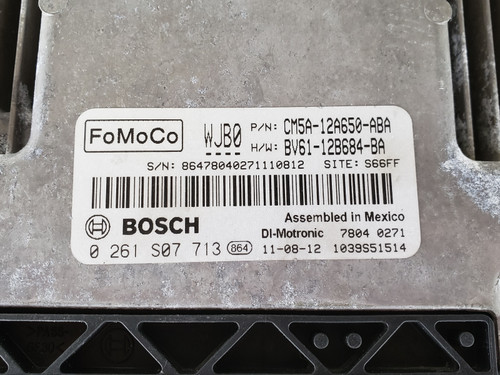 FoMoCo WJB0 P/N: CM5A-12A650-ABA
H/W: BV61-12B684-BA
S/N: 86478040271110812 SITE: S66FF
BOSCH Assembled in Mexico
DI-Motronic 7804 0271
0 261 S07 713 864 11-08-12 1039S51514